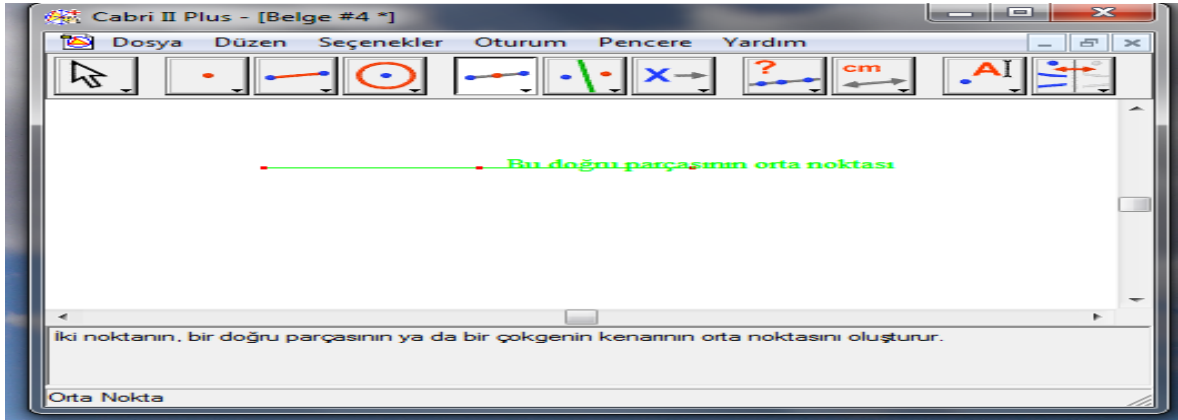 Cabri II Plus - [Belge #4 *]
Dosya Düzen Seçenekler Oturum Pencere Yardım
? cm A
Bu doğru parçasının orta noktası
İki noktanın, bir doğru parçasının ya da bir çokgenin kenarının orta noktasını oluşturur.
Orta Nokta